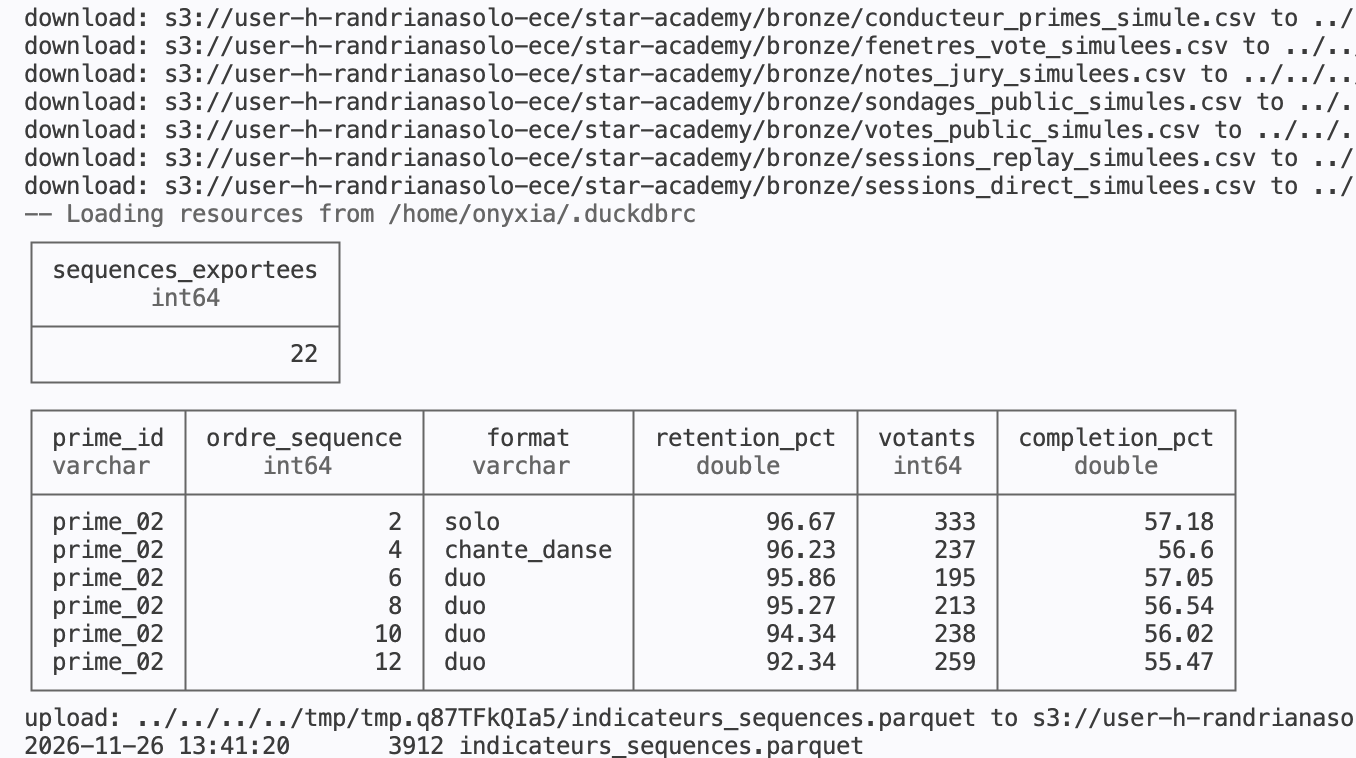 download: s3://user-h-randrianasolo-ece/star-academy/bronze/conducteur_primes_simule.csv to ../
download: s3://user-h-randrianasolo-ece/star-academy/bronze/fenetres_vote_simulees.csv to ../..
download: s3://user-h-randrianasolo-ece/star-academy/bronze/notes_jury_simulees.csv to ../../..
download: s3://user-h-randrianasolo-ece/star-academy/bronze/sondages_public_simules.csv to ../.
download: s3://user-h-randrianasolo-ece/star-academy/bronze/votes_public_simules.csv to ../../.
download: s3://user-h-randrianasolo-ece/star-academy/bronze/sessions_replay_simulees.csv to ../
download: s3://user-h-randrianasolo-ece/star-academy/bronze/sessions_direct_simulees.csv to ../
-- Loading resources from /home/onyxia/.duckdbrc
sequences_exportees
int64
22
prime_id ordre_sequence format retention_pct votants completion_pct
varchar int64 varchar double int64 double
prime_02 2 solo 96.67 333 57.18
prime_02 4 chante_danse 96.23 237 56.6
prime_02 6 duo 95.86 195 57.05
prime_02 8 duo 95.27 213 56.54
prime_02 10 duo 94.34 238 56.02
prime_02 12 duo 92.34 259 55.47
upload: ../../../../tmp/tmp.q87TFkQIa5/indicateurs_sequences.parquet to s3://user-h-randrianaso
2026-11-26 13:41:20 3912 indicateurs_sequences.parquet